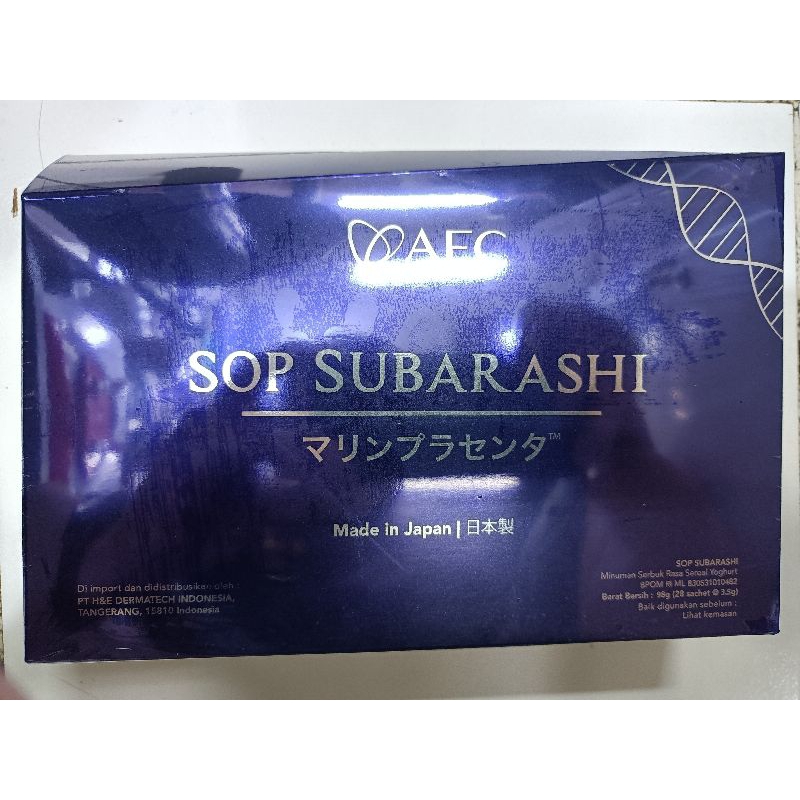 AFC
SOP SUBARASHI
マリンプラセンタ™
Made in Japan | 日本製
Di import dan didistribusikan oleh :
PT H&E DERMATECH INDONESIA,
TANGERANG, 15810 Indonesia
SOP SUBARASHI
Minuman Serbuk Rasa Sereal Yoghurt
BPOM RI ML 830531010482
Berat Bersih : 98g (28 sachet @ 3.5g)
Baik digunakan sebelum :
Lihat kemasan